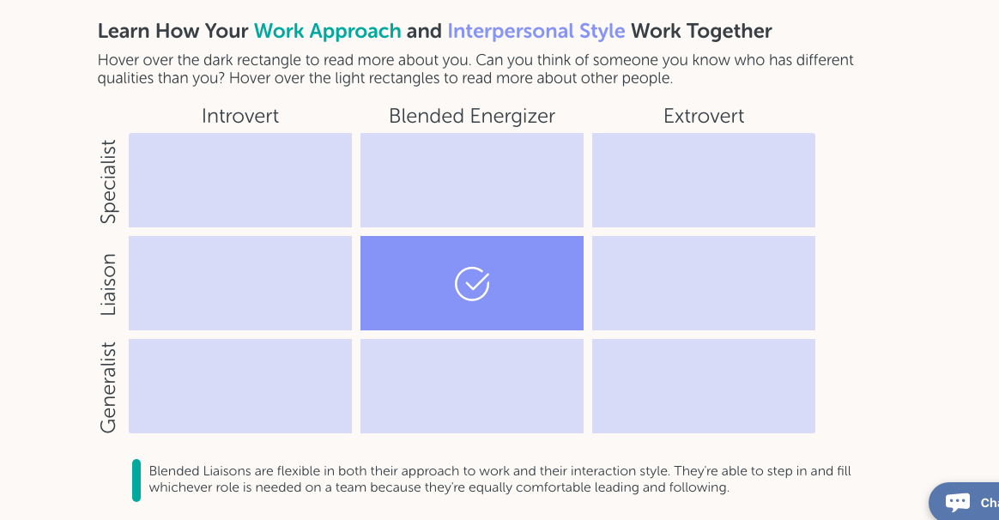 Learn How Your Work Approach and Interpersonal Style Work Together
Hover over the dark rectangle to read more about you. Can you think of someone you know who has different
qualities than you? Hover over the light rectangles to read more about other people.
Introvert
Blended Energizer
Extrovert
Specialist
Liaison
Generalist
Blended Liaisons are flexible in both their approach to work and their interaction style. They're able to step in and fill
whichever role is needed on a team because they're equally comfortable leading and following.